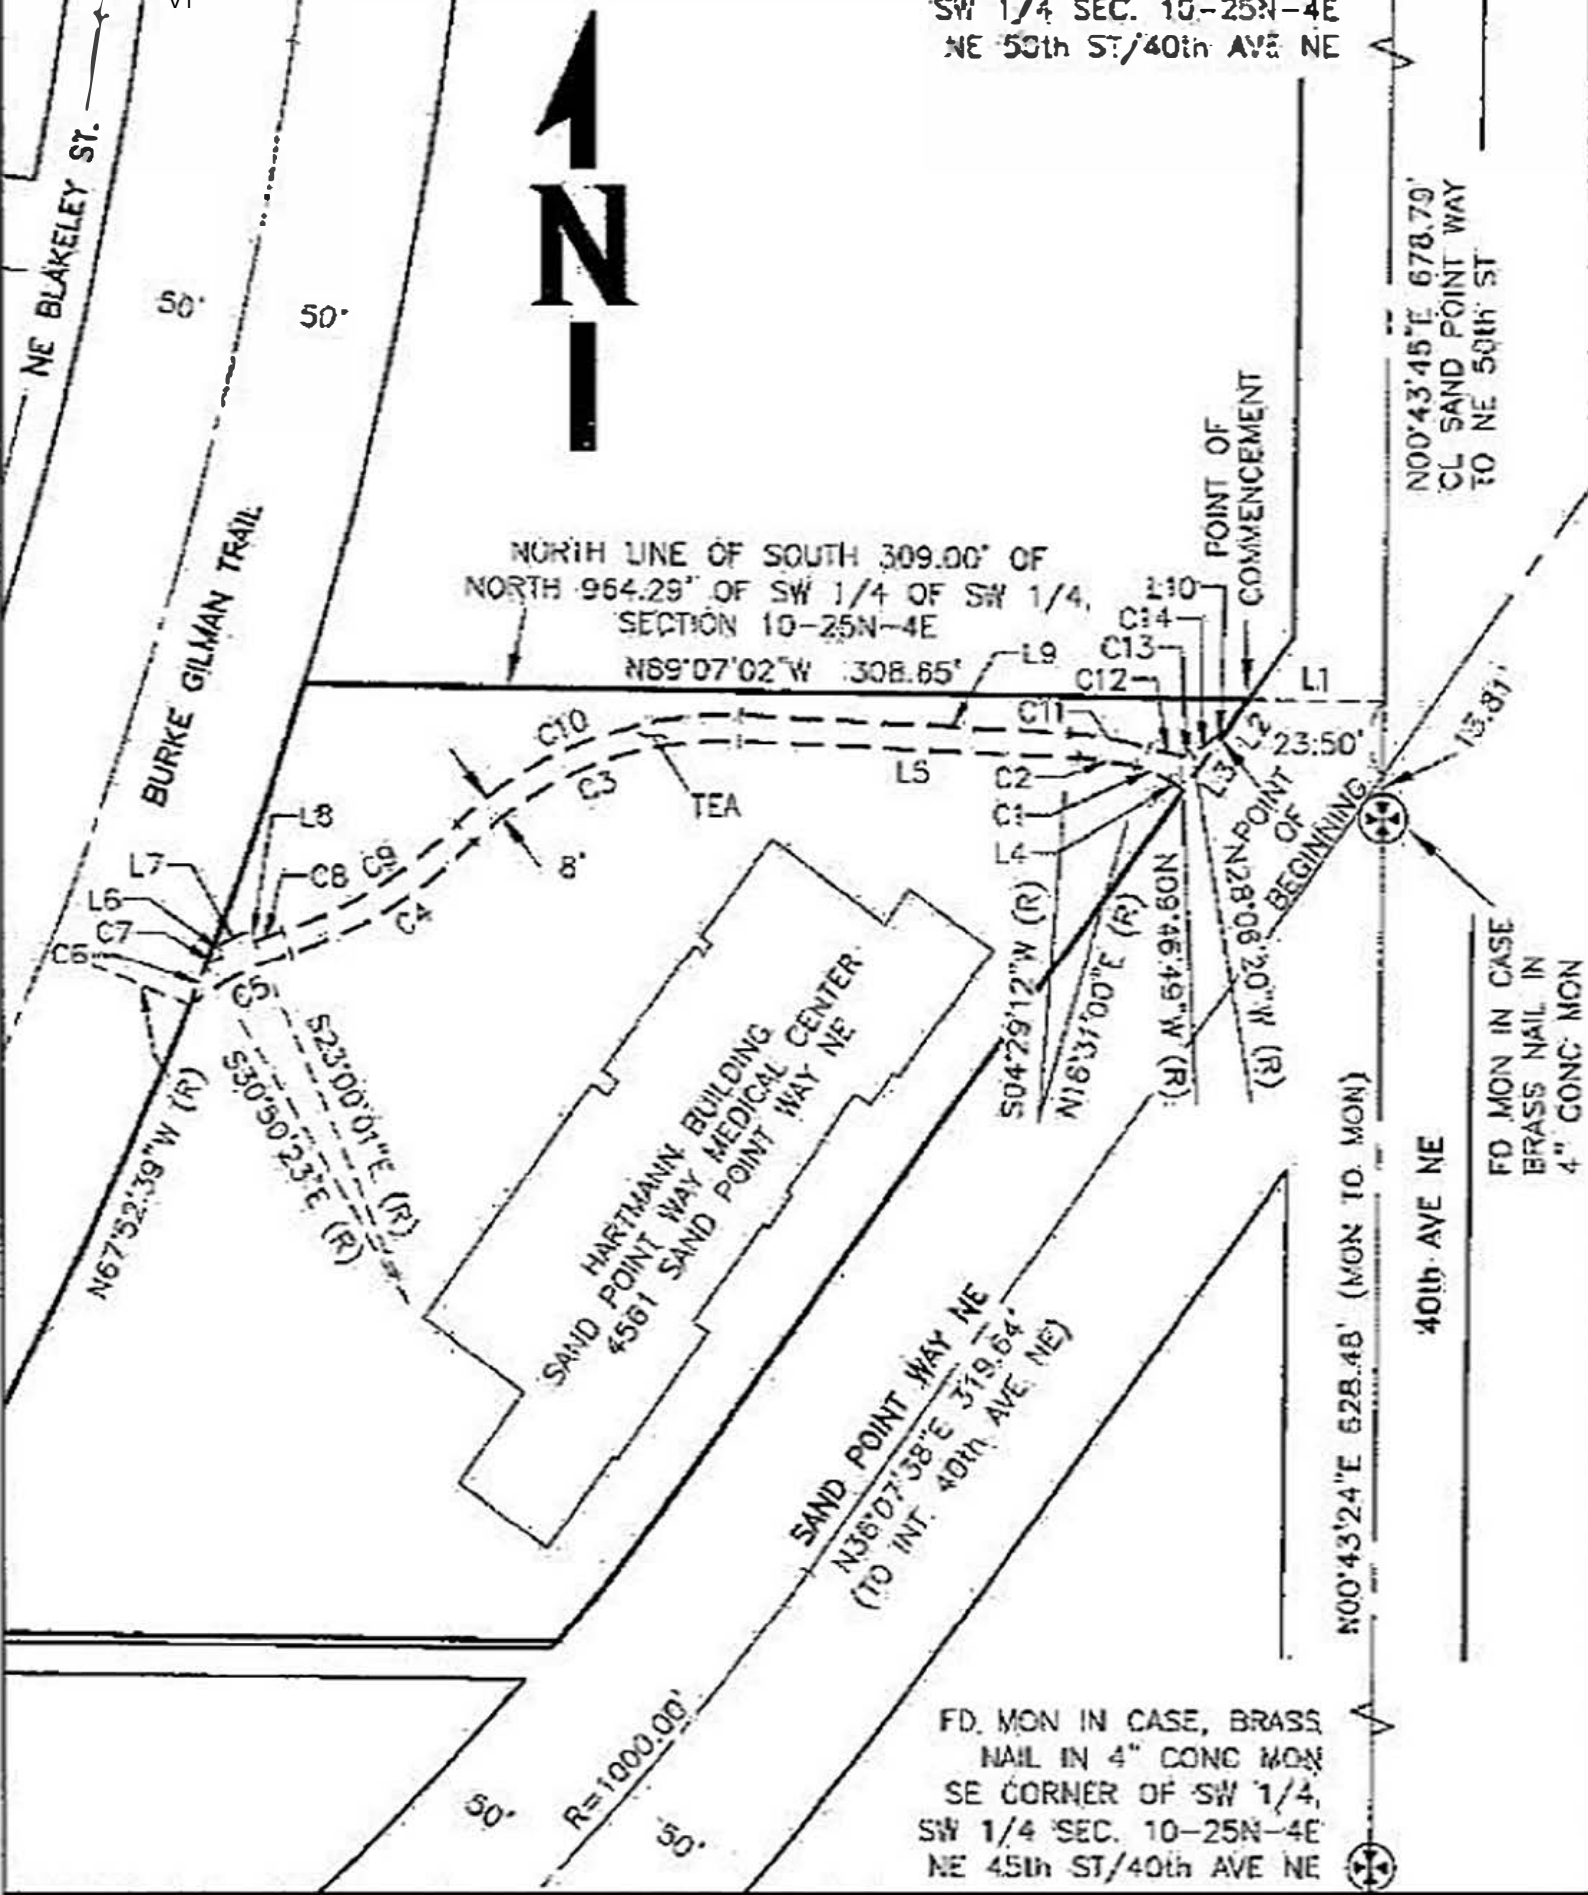 SW 1/4 SEC. 10-25N-4E
NE 50th ST/40th AVE NE
NE BLAKELEY ST.
50'
50'
N
BURKE GILMAN TRAIL
N00°43'45"E 678.79'
CL SAND POINT WAY
TO NE 50th ST
POINT OF
COMMENCEMENT
NORTH LINE OF SOUTH 309.00' OF
NORTH 964.29' OF SW 1/4 OF SW 1/4,
SECTION 10-25N-4E
N89°07'02"W 308.65'
L10
C14
C13
C12
C11
L9
L1
L2
23.50'
15.81'
C10
C3
TEA
L5
C2
C1
L4
L3
POINT
OF
BEGINNING
8'
L8
L7
C8
C9
C4
L6
C7
C6
C5
S23°00'01"E (R)
S30°50'23"E (R)
N67°52'39"W (R)
S04°29'12"W (R)
N16°31'00"E (R)
N09°46'49"W (R)
N28°06'20"W (R)
FD MON IN CASE
BRASS NAIL IN
4" CONC MON
HARTMANN BUILDING
SAND POINT WAY MEDICAL CENTER
4561 SAND POINT WAY NE
SAND POINT WAY NE
N36°07'38"E 319.64'
(TO INT. 40th AVE NE)
N00°43'24"E 628.48' (MON TO MON)
40th AVE NE
R=1000.00'
50'
50'
FD. MON IN CASE, BRASS
NAIL IN 4" CONC MON
SE CORNER OF SW 1/4,
SW 1/4 SEC. 10-25N-4E
NE 45th ST/40th AVE NE